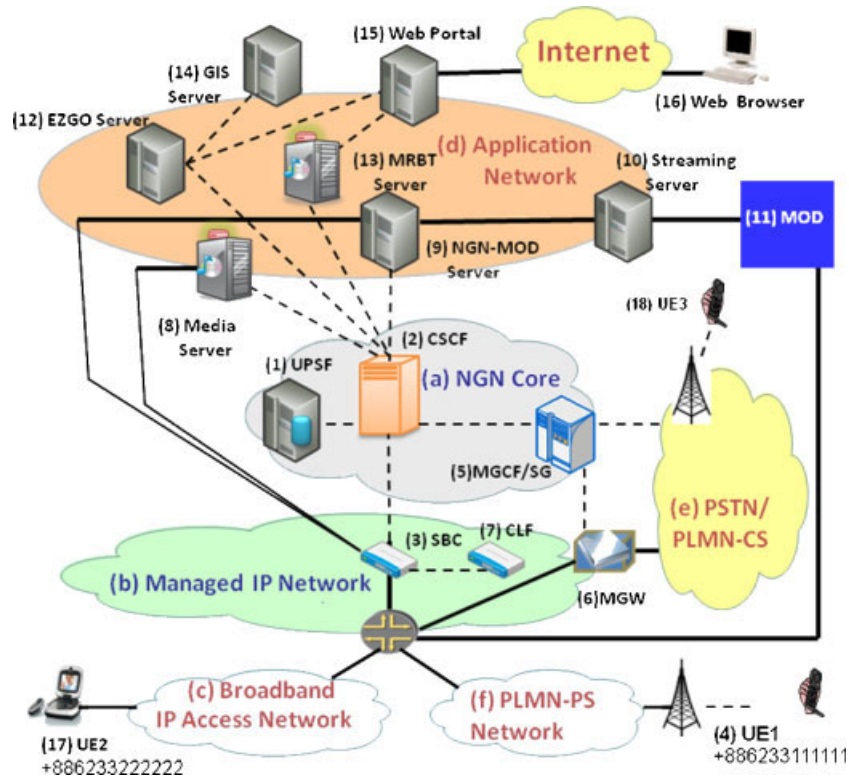 (15) Web Portal
Internet
(14) GIS
Server
(16) Web Browser
(12) EZGO Server
(d) Application
Network
(13) MRBT
Server
(10) Streaming
Server
(11) MOD
(9) NGN-MOD
Server
(8) Media
Server
(18) UE3
(2) CSCF
(1) UPSF
(a) NGN Core
(5)MGCF/SG
(e) PSTN/
PLMN-CS
(7) CLF
(3) SBC
(b) Managed IP Network
(6)MGW
(c) Broadband
IP Access Network
(f) PLMN-PS
Network
(17) UE2
+886233222222
(4) UE1
+886233111111